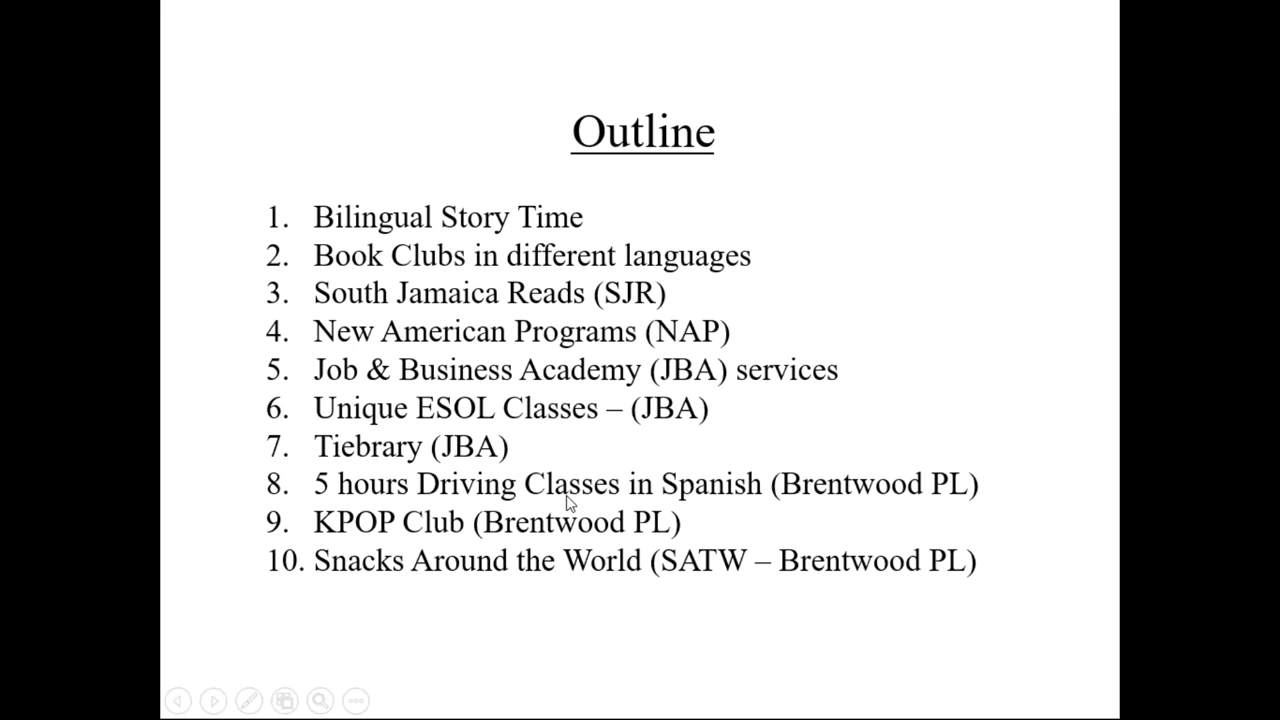 Outline
1. Bilingual Story Time
2. Book Clubs in different languages
3. South Jamaica Reads (SJR)
4. New American Programs (NAP)
5. Job & Business Academy (JBA) services
6. Unique ESOL Classes – (JBA)
7. Tiebrary (JBA)
8. 5 hours Driving Classes in Spanish (Brentwood PL)
9. KPOP Club (Brentwood PL)
10. Snacks Around the World (SATW – Brentwood PL)